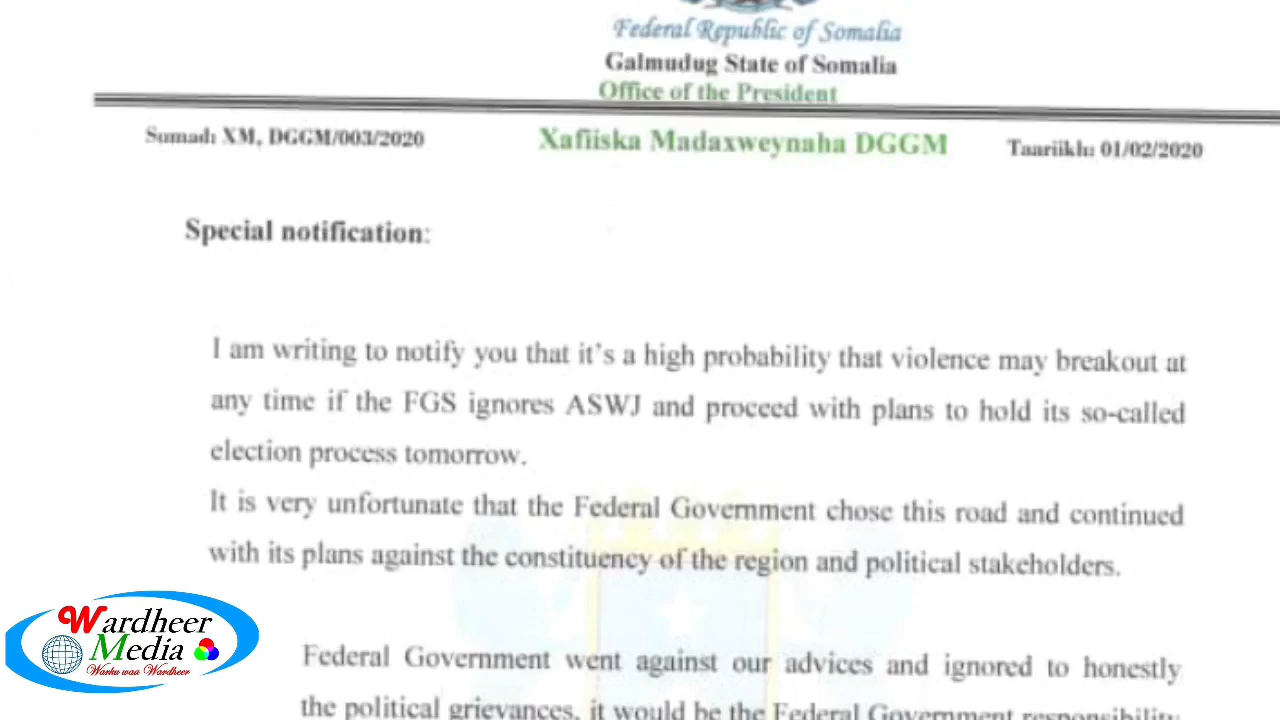 Federal Republic of Somalia
Galmudug State of Somalia
Office of the President
Sumad: XM, DGGM/003/2020
Xafiiska Madaxweynaha DGGM
Taariikh: 01/02/2020
Special notification:
I am writing to notify you that it's a high probability that violence may breakout at
any time if the FGS ignores ASWJ and proceed with plans to hold its so-called
election process tomorrow.
It is very unfortunate that the Federal Government chose this road and continued
with its plans against the constituency of the region and political stakeholders.
Federal Government went against our advices and ignored to honestly
the political grievances, it would be the Federal Government responsibility
Wardheer
Media
Warku waa Wardheer